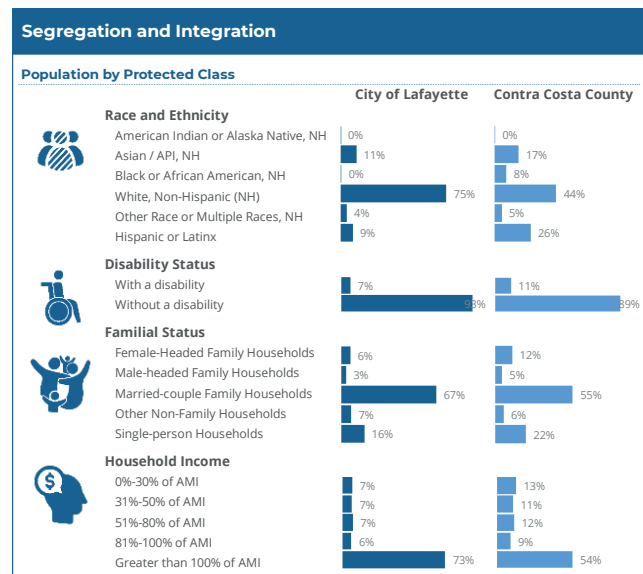 Segregation and Integration
Population by Protected Class
City of Lafayette Contra Costa County
Race and Ethnicity
American Indian or Alaska Native, NH 0% 0%
Asian / API, NH 11% 17%
Black or African American, NH 0% 8%
White, Non-Hispanic (NH) 75% 44%
Other Race or Multiple Races, NH 4% 5%
Hispanic or Latinx 9% 26%
Disability Status
With a disability 7% 11%
Without a disability 93% 89%
Familial Status
Female-Headed Family Households 6% 12%
Male-headed Family Households 3% 5%
Married-couple Family Households 67% 55%
Other Non-Family Households 7% 6%
Single-person Households 16% 22%
Household Income
0%-30% of AMI 7% 13%
31%-50% of AMI 7% 11%
51%-80% of AMI 7% 12%
81%-100% of AMI 6% 9%
Greater than 100% of AMI 73% 54%
$